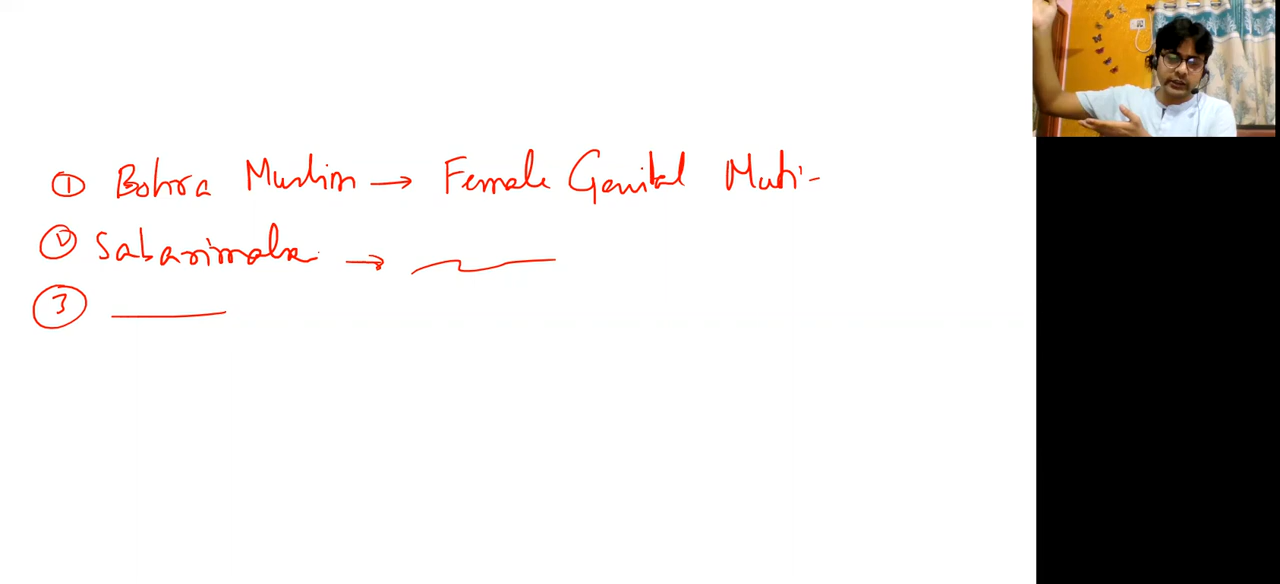 ① Bohra Muslim → Female Genital Muti-
② Sabarimala →
③